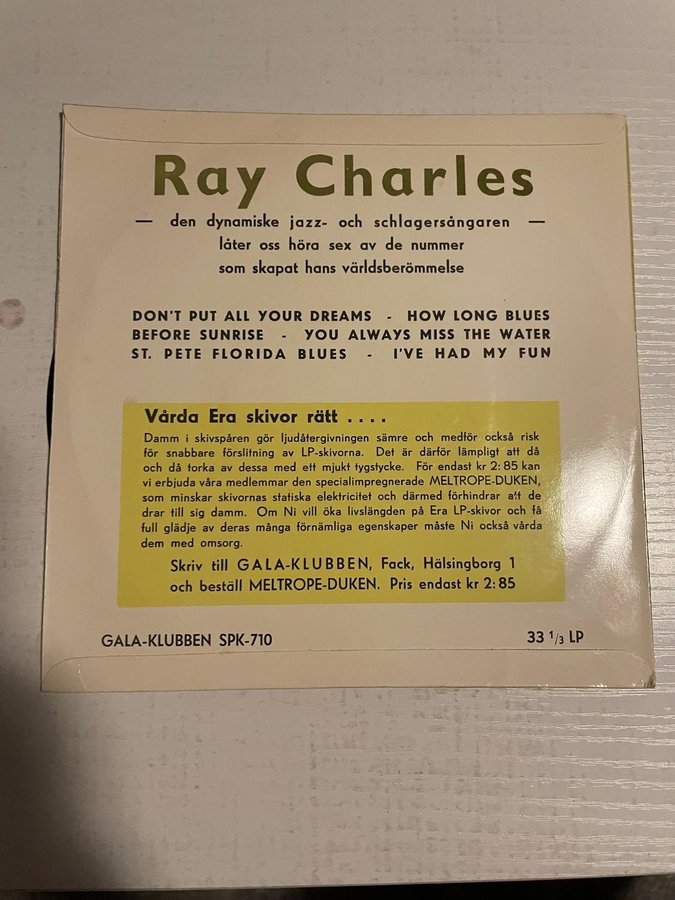 Ray Charles
— den dynamiske jazz- och schlagersångaren —
låter oss höra sex av de nummer
som skapat hans världsberömmelse
DON'T PUT ALL YOUR DREAMS - HOW LONG BLUES
BEFORE SUNRISE - YOU ALWAYS MISS THE WATER
ST. PETE FLORIDA BLUES - I'VE HAD MY FUN
Vårda Era skivor rätt ....
Damm i skivspåren gör ljudåtergivningen sämre och medför också risk
för snabbare förslitning av LP-skivorna. Det är därför lämpligt att då
och då torka av dessa med ett mjukt tygstycke. För endast kr 2:85 kan
vi erbjuda våra medlemmar den specialimpregnerade MELTROPE-DUKEN,
som minskar skivornas statiska elektricitet och därmed förhindrar att de
drar till sig damm. Om Ni vill öka livslängden på Era LP-skivor och få
full glädje av deras många förnämliga egenskaper måste Ni också vårda
dem med omsorg.
Skriv till GALA-KLUBBEN, Fack, Hälsingborg 1
och beställ MELTROPE-DUKEN. Pris endast kr 2:85
GALA-KLUBBEN SPK-710 33 1/3 LP